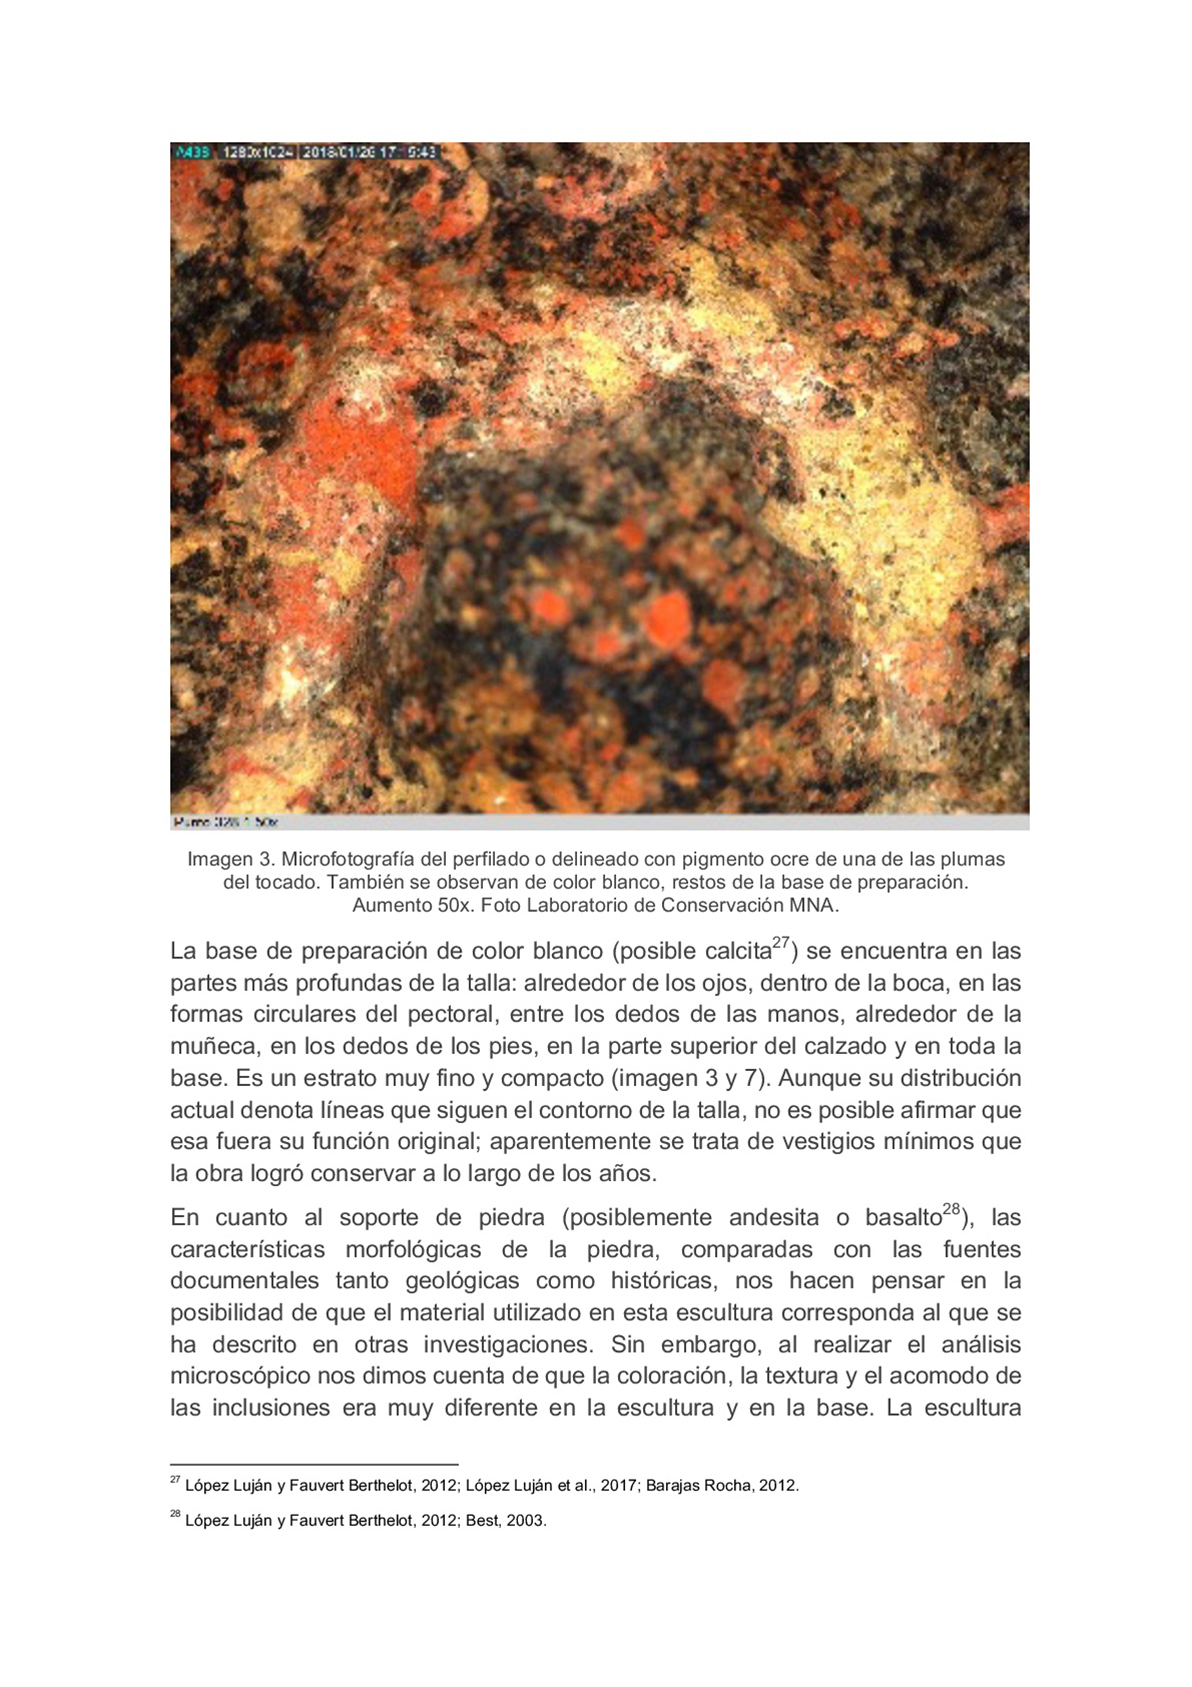 A438 1280x1024 2018/01/26 17
Imagen 3. Microfotografía del perfilado o delineado con pigmento ocre de una de las plumas
del tocado. También se observan de color blanco, restos de la base de preparación.
Aumento 50x. Foto Laboratorio de Conservación MNA.
La base de preparación de color blanco (posible calcita27) se encuentra en las
partes más profundas de la talla: alrededor de los ojos, dentro de la boca, en las
formas circulares del pectoral, entre los dedos de las manos, alrededor de la
muñeca, en los dedos de los pies, en la parte superior del calzado y en toda la
base. Es un estrato muy fino y compacto (imagen 3 y 7). Aunque su distribución
actual denota líneas que siguen el contorno de la talla, no es posible afirmar que
esa fuera su función original; aparentemente se trata de vestigios mínimos que
la obra logró conservar a lo largo de los años.
En cuanto al soporte de piedra (posiblemente andesita o basalto28), las
características morfológicas de la piedra, comparadas con las fuentes
documentales tanto geológicas como históricas, nos hacen pensar en la
posibilidad de que el material utilizado en esta escultura corresponda al que se
ha descrito en otras investigaciones. Sin embargo, al realizar el análisis
microscópico nos dimos cuenta de que la coloración, la textura y el acomodo de
las inclusiones era muy diferente en la escultura y en la base. La escultura
27 López Luján y Fauvert Berthelot, 2012; López Luján et al., 2017; Barajas Rocha, 2012.
28 López Luján y Fauvert Berthelot, 2012; Best, 2003.